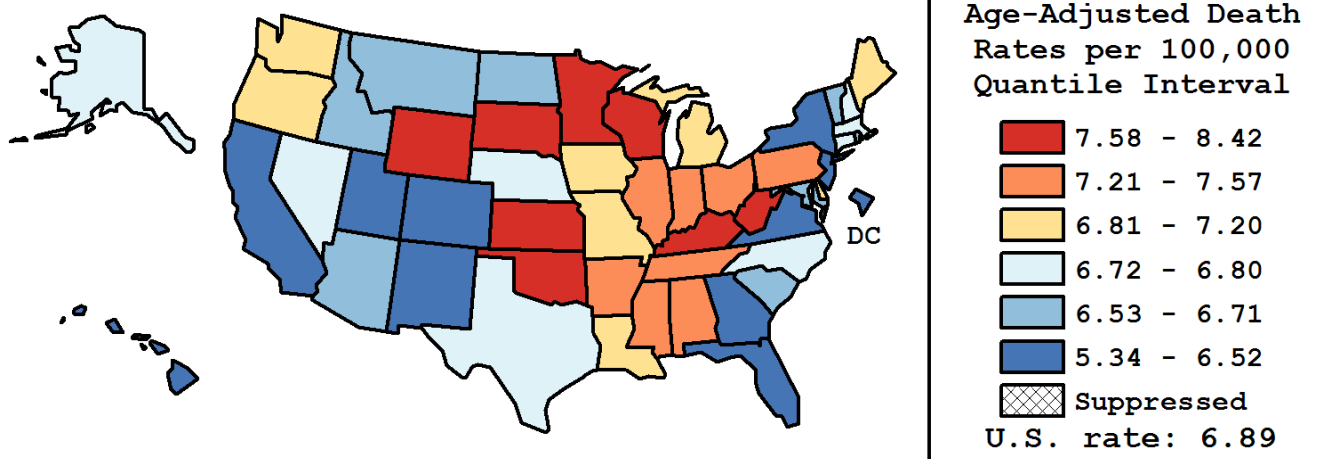 Age-Adjusted Death
Rates per 100,000
Quantile Interval
7.58 - 8.42
7.21 - 7.57
6.81 - 7.20
6.72 - 6.80
6.53 - 6.71
5.34 - 6.52
Suppressed
U.S. rate: 6.89
DC